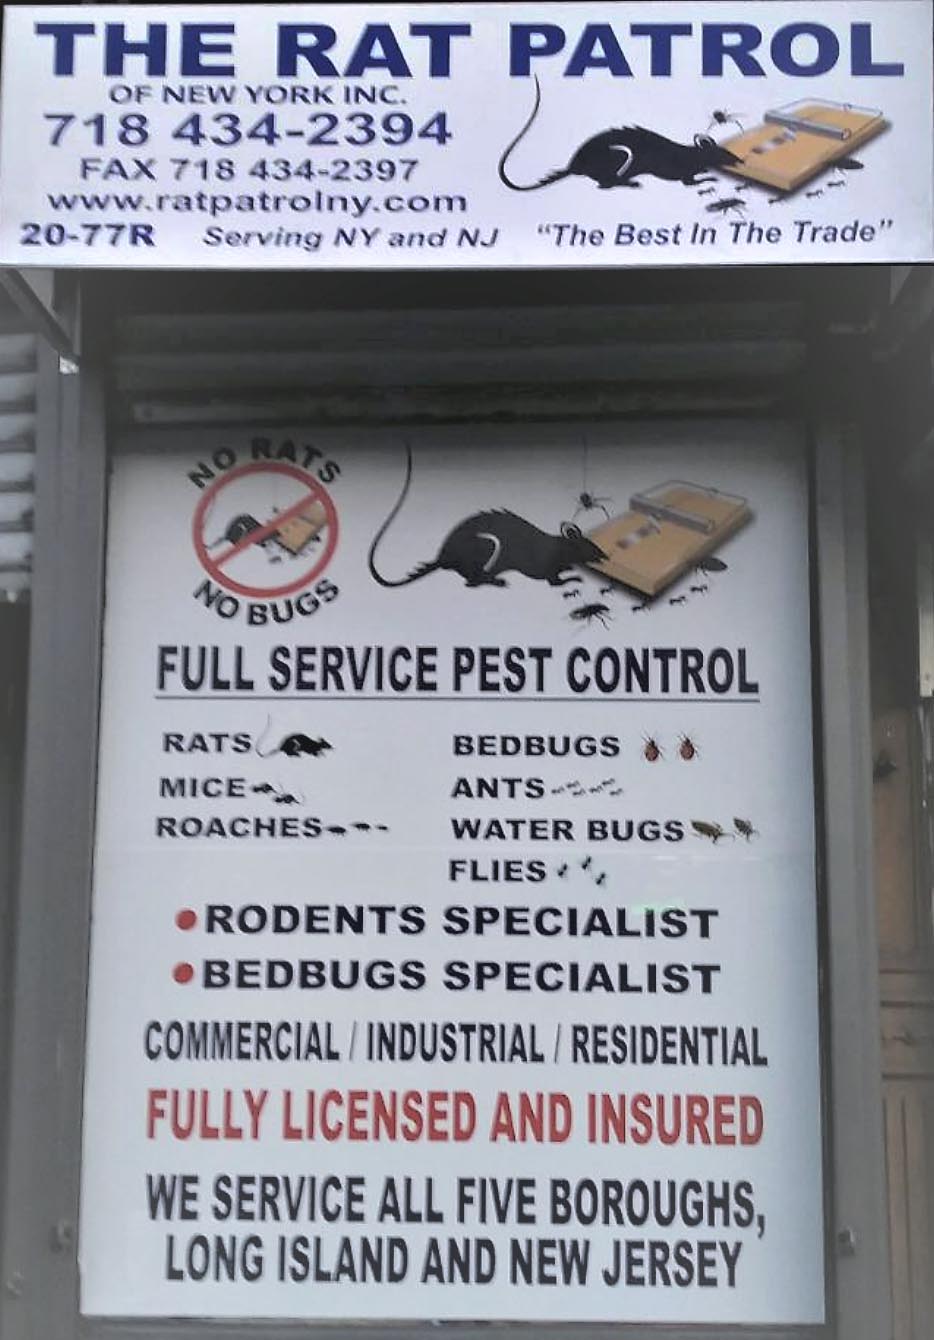 THE RAT PATROL
OF NEW YORK INC.
718 434-2394
FAX 718 434-2397
www.ratpatrolny.com
20-77R Serving NY and NJ "The Best In The Trade"
NO RATS
NO BUGS
FULL SERVICE PEST CONTROL
RATS
MICE
ROACHES
BEDBUGS
ANTS
WATER BUGS
FLIES
•RODENTS SPECIALIST
•BEDBUGS SPECIALIST
COMMERCIAL / INDUSTRIAL / RESIDENTIAL
FULLY LICENSED AND INSURED
WE SERVICE ALL FIVE BOROUGHS,
LONG ISLAND AND NEW JERSEY